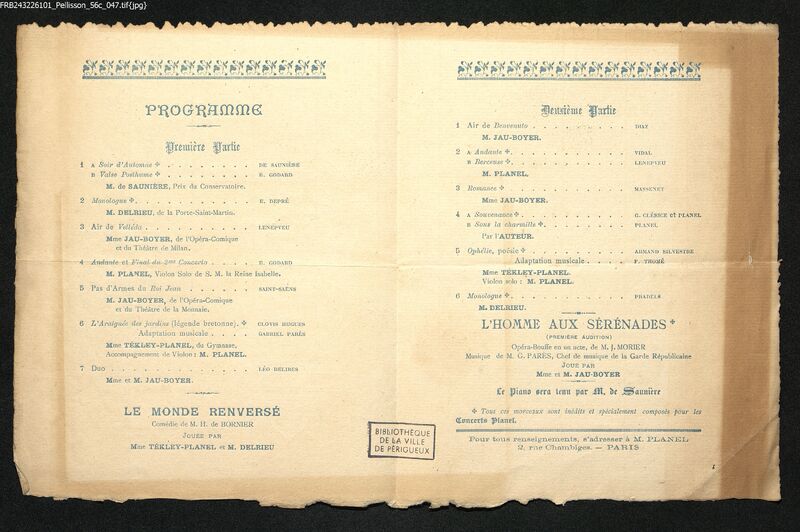 FRB243226101_Pellisson_S6c_047.tif{jpg}
PROGRAMME
Première Partie
1 A Soir d'Automne ✤ . . . . . . . DE SAUNIÈRE
B Valse Posthume ✤ . . . . . . . B. GODARD
M. de SAUNIÈRE, Prix du Conservatoire.
2 Monologue ✤ . . . . . . . . . E. DEPRÉ
M. DELRIEU, de la Porte-Saint-Martin.
3 Air de Velléda . . . . . . . . . LENEPVEU
Mme JAU-BOYER, de l'Opéra-Comique
et du Théâtre de Milan.
4 Andante et Final du 2me Concerto . . . . B. GODARD
M. PLANEL, Violon Solo de S. M. la Reine Isabelle.
5 Pas d'Armes du Roi Jean . . . . . . SAINT-SAËNS
M. JAU-BOYER, de l'Opéra-Comique
et du Théâtre de la Monnaie.
6 L'Araignée des jardins (légende bretonne). ✤ CLOVIS HUGUES
Adaptation musicale . . . . GABRIEL PARÈS
Mme TÉKLEY-PLANEL, du Gymnase.
Accompagnement de Violon : M. PLANEL.
7 Duo . . . . . . . . . . . . LÉO DELIBES
Mme et M. JAU-BOYER.
LE MONDE RENVERSÉ
Comédie de M. H. de BORNIER
JOUÉE PAR
Mme TÉKLEY-PLANEL et M. DELRIEU
Deuxième Partie
1 Air de Benvenuto . . . . . . . . DIAZ
M. JAU-BOYER.
2 A Andante ✤ . . . . . . . . . VIDAL
B Berceuse ✤ . . . . . . . . . LENEPVEU
M. PLANEL.
3 Romance ✤ . . . . . . . . . MASSENET
Mme JAU-BOYER.
4 A Souvenance ✤ . . . . . . . . G. CLÉRICE et PLANEL
B Sous la charmille ✤ . . . . . . PLANEL
Par l'AUTEUR.
5 Ophélie, poésie ✤ . . . . . . . . ARMAND SILVESTRE
Adaptation musicale . . . . F. THOMÉ
Mme TÉKLEY-PLANEL.
Violon solo : M. PLANEL.
6 Monologue ✤ . . . . . . . . . PRADELS
M. DELRIEU.
L'HOMME AUX SÉRÉNADES ✤
(PREMIÈRE AUDITION)
Opéra-Bouffe en un acte, de M. J. MORIER
Musique de M. G. PARÈS, Chef de musique de la Garde Républicaine
JOUÉ PAR
Mme et M. JAU-BOYER
Le Piano sera tenu par M. de Saunière
✤ Tous ces morceaux sont inédits et spécialement composés pour les
Concerts Planel.
Pour tous renseignements, s'adresser à M. PLANEL
2, rue Chambiges. — PARIS
BIBLIOTHÈQUE
DE LA VILLE
DE PÉRIGUEUX